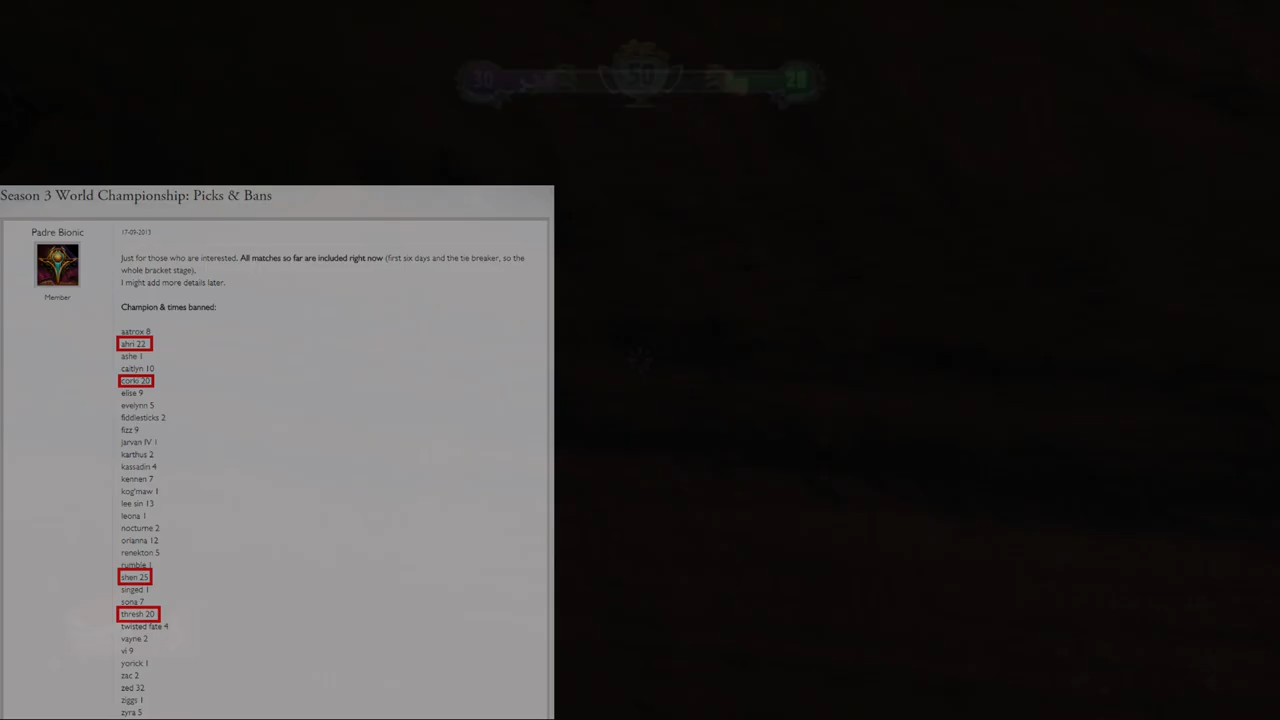 30
50
28
Season 3 World Championship: Picks & Bans
Padre Bionic
Member
17-09-2013
Just for those who are interested. All matches so far are included right now (first six days and the tie breaker, so the
whole bracket stage).
I might add more details later.
Champion & times banned:
aatrox 8
ahri 22
ashe 1
caitlyn 10
corki 20
elise 9
evelynn 5
fiddlesticks 2
fizz 9
jarvan IV 1
karthus 2
kassadin 4
kennen 7
kog'maw 1
lee sin 13
leona 1
nocturne 2
orianna 12
renekton 5
rumble 1
shen 25
singed 1
sona 7
thresh 20
twisted fate 4
vayne 2
vi 9
yorick 1
zac 2
zed 32
ziggs 1
zyra 5